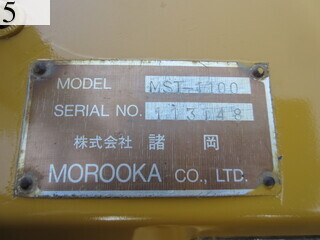 5
MODEL MST-1100
SERIAL NO. 113148
株式会社 諸岡
MOROOKA CO., LTD.